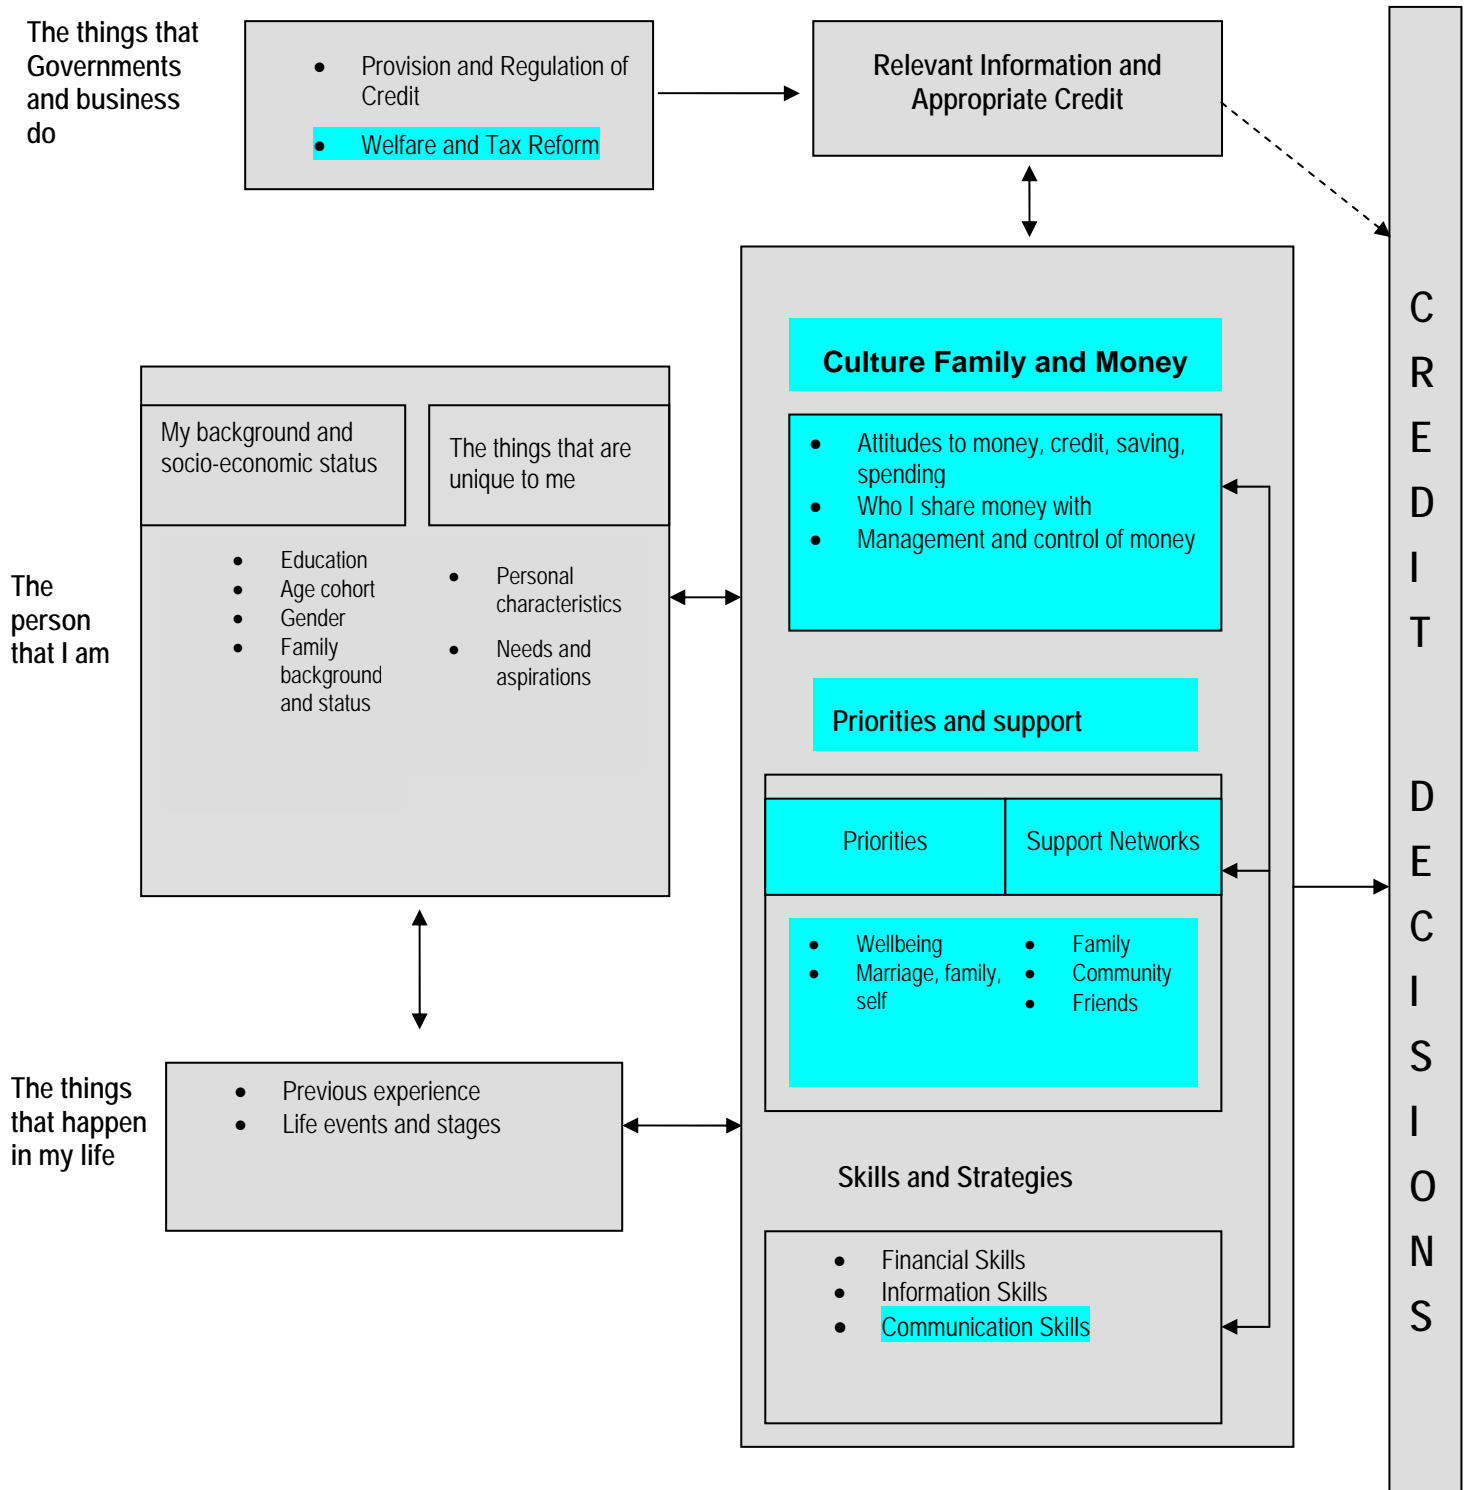 The things that
Governments
and business
do
• Provision and Regulation of
Credit
• Welfare and Tax Reform
Relevant Information and
Appropriate Credit
The
person
that I am
My background and
socio-economic status
The things that are
unique to me
• Education
• Age cohort
• Gender
• Family
background
and status
• Personal
characteristics
• Needs and
aspirations
Culture Family and Money
• Attitudes to money, credit, saving,
spending
• Who I share money with
• Management and control of money
Priorities and support
Priorities
Support Networks
• Wellbeing
• Marriage, family,
self
• Family
• Community
• Friends
The things
that happen
in my life
• Previous experience
• Life events and stages
Skills and Strategies
• Financial Skills
• Information Skills
• Communication Skills
CREDIT DECISIONS